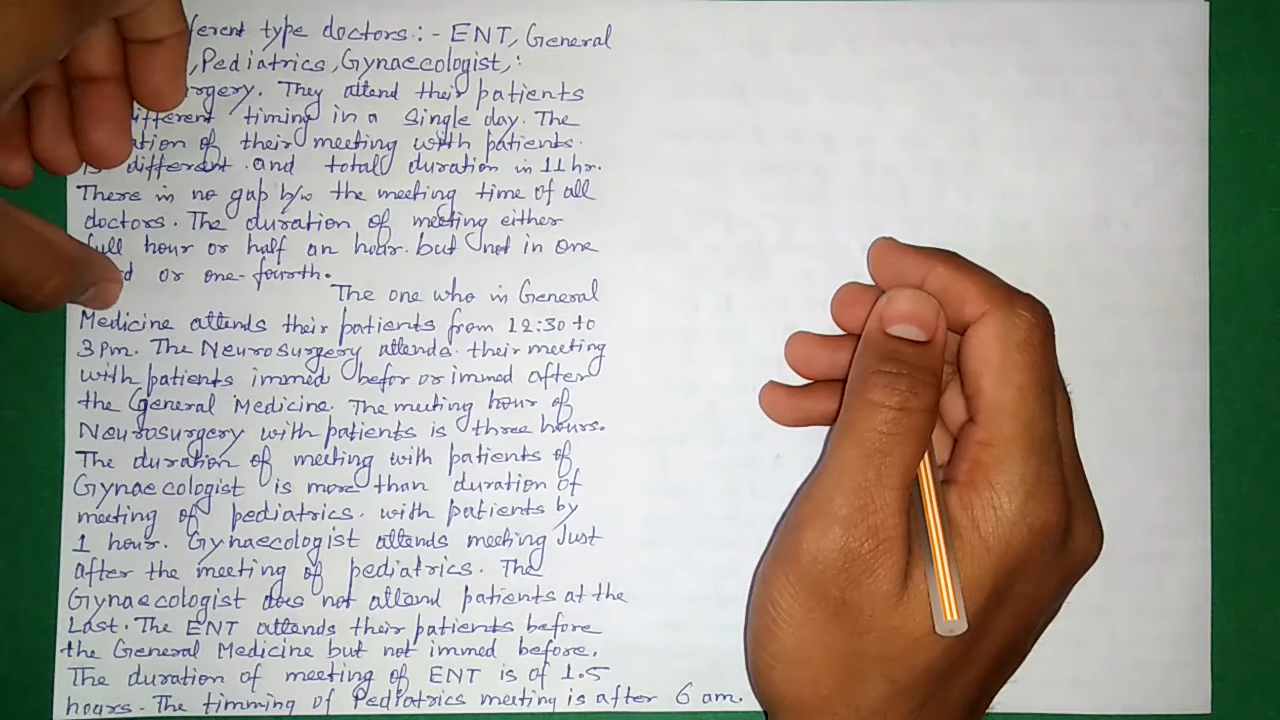 type doctors:- ENT, General
, Pediatrics, Gynaecologist,
They attend their patients
timing in a single day. The
of their meeting with patients.
is different and total duration in 11 hr.
There in no gap b/w the meeting time of all
doctors. The duration of meeting either
full hour or half an hour. but not in one
or one-fourth.
The one who in General
Medicine attends their patients from 12:30 to
3 pm. The Neurosurgery attends their meeting
with patients immed befor or immed after
the General Medicine. The meeting hour of
Neurosurgery with patients is three hours.
The duration of meeting with patients of
Gynaecologist is more than duration of
meeting of pediatrics. with patients by
1 hour. Gynaecologist attends meeting Just
after the meeting of pediatrics. The
Gynaecologist does not attend patients at the
Last. The ENT attends their patients before
the General Medicine but not immed before.
The duration of meeting of ENT is of 1.5
hours - The timming of Pediatrics meeting is after 6 am.